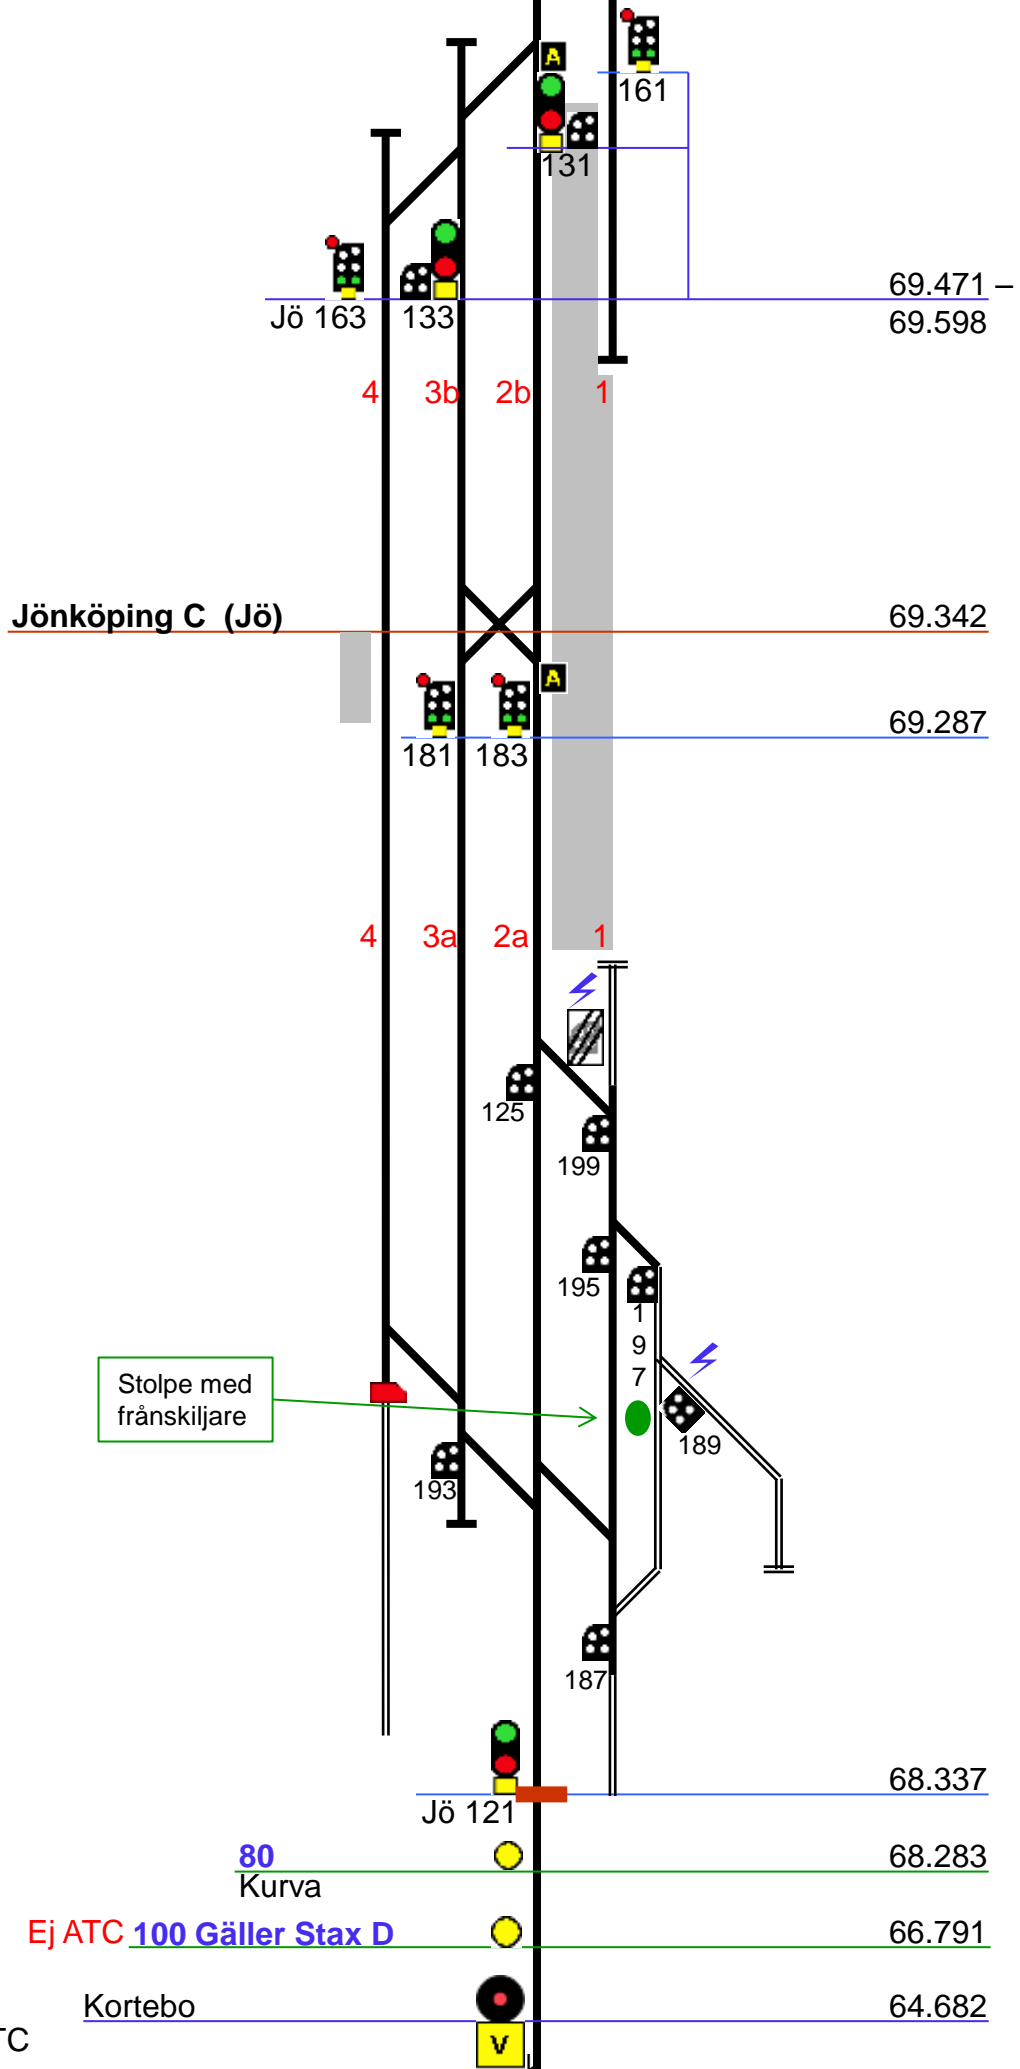 A
161
131
69.471 –
Jö 163 133
69.598
4 3b 2b 1
Jönköping C (Jö)
69.342
A
69.287
181 183
4 3a 2a 1
125
199
195
1
9
7
Stolpe med
frånskiljare
189
193
187
68.337
Jö 121
80
68.283
Kurva
Ej ATC 100 Gäller Stax D
66.791
Kortebo
64.682
TC
V